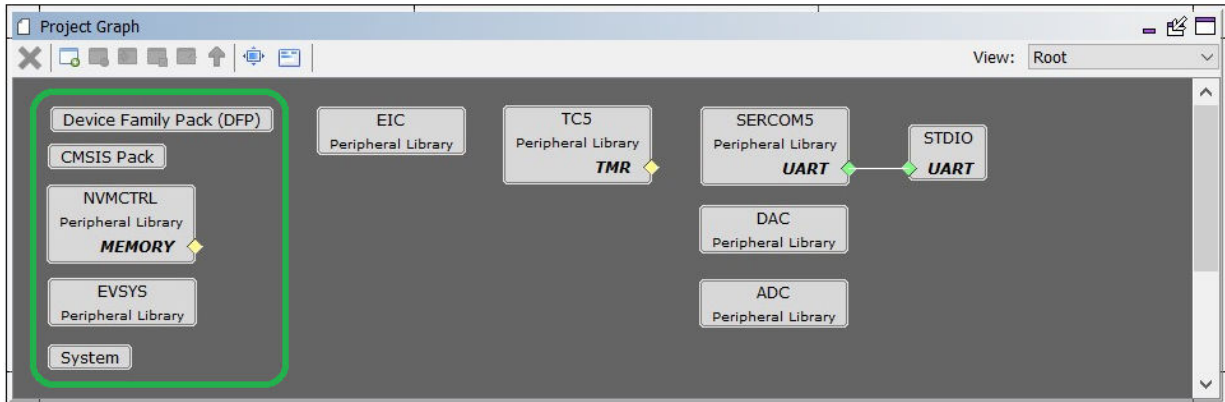 Project Graph
View: Root
Device Family Pack (DFP)
CMSIS Pack
NVMCTRL
Peripheral Library
MEMORY
EVSYS
Peripheral Library
System
EIC
Peripheral Library
TC5
Peripheral Library
TMR
SERCOM5
Peripheral Library
UART
STDIO
UART
DAC
Peripheral Library
ADC
Peripheral Library